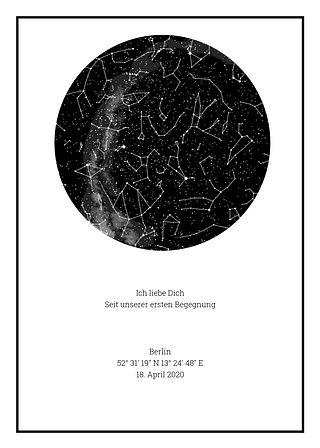 Ich liebe Dich
Seit unserer ersten Begegnung
Berlin
52° 31' 19" N 13° 24' 48" E
18. April 2020